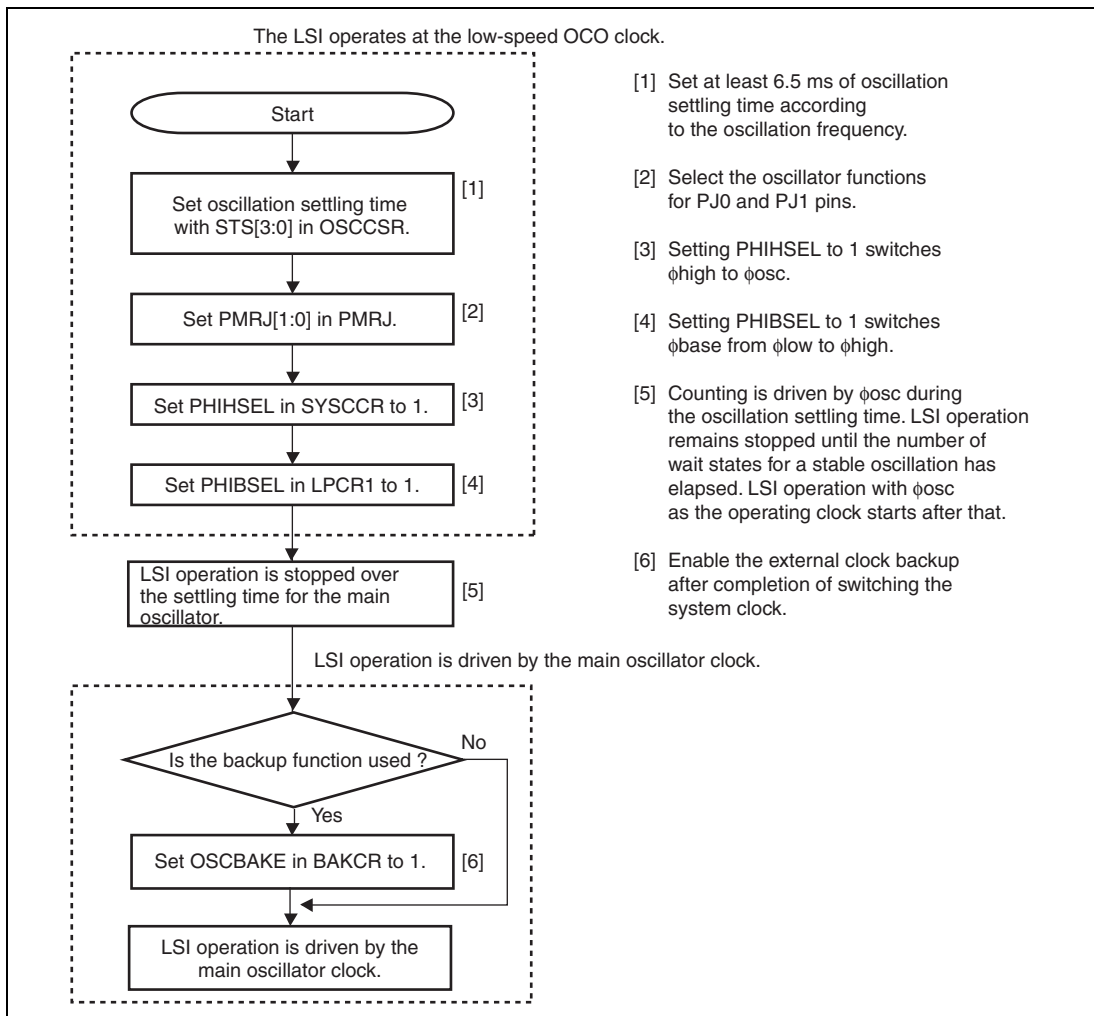 The LSI operates at the low-speed OCO clock.
Start
Set oscillation settling time
with STS[3:0] in OSCCSR.
[1]
Set PMRJ[1:0] in PMRJ.
[2]
Set PHIHSEL in SYSCCR to 1.
[3]
Set PHIBSEL in LPCR1 to 1.
[4]
LSI operation is stopped over
the settling time for the main
oscillator.
[5]
LSI operation is driven by the main oscillator clock.
Is the backup function used ?
No
Yes
Set OSCBAKE in BAKCR to 1.
[6]
LSI operation is driven by the
main oscillator clock.
[1] Set at least 6.5 ms of oscillation
settling time according
to the oscillation frequency.
[2] Select the oscillator functions
for PJ0 and PJ1 pins.
[3] Setting PHIHSEL to 1 switches
ϕhigh to ϕosc.
[4] Setting PHIBSEL to 1 switches
ϕbase from ϕlow to ϕhigh.
[5] Counting is driven by ϕosc during
the oscillation settling time. LSI operation
remains stopped until the number of
wait states for a stable oscillation has
elapsed. LSI operation with ϕosc
as the operating clock starts after that.
[6] Enable the external clock backup
after completion of switching the
system clock.